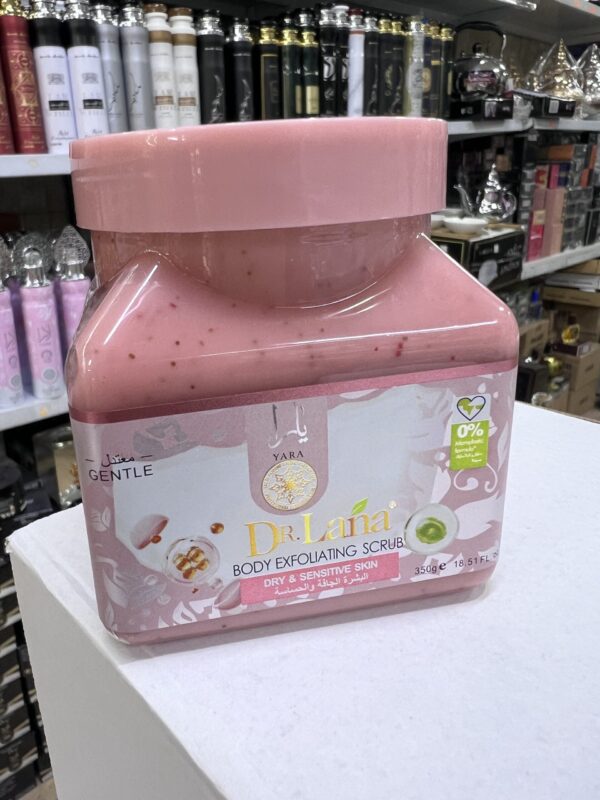 معتدل
GENTLE
يارا
YARA
0%
Dr. Lana®
BODY EXFOLIATING SCRUB
DRY & SENSITIVE SKIN
البشرة الجافة والحساسة
350g e 18.51 FL